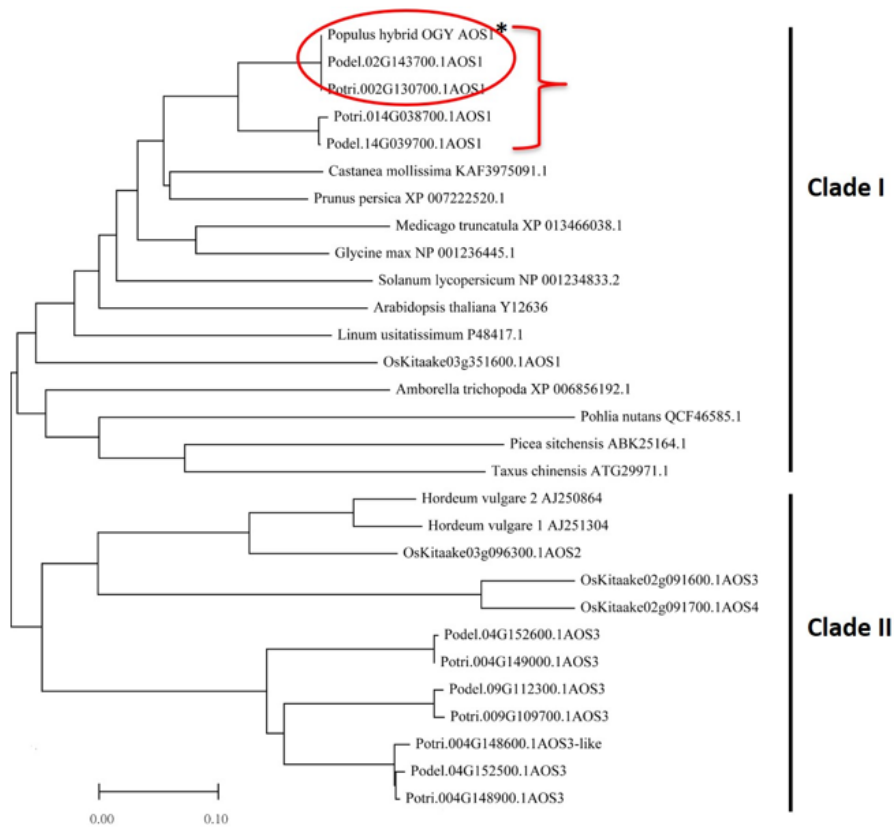 Populus hybrid OGY AOS1*
Podel.02G143700.1AOS1
Potri.002G130700.1AOS1
Potri.014G038700.1AOS1
Podel.14G039700.1AOS1
Castanea mollissima KAF3975091.1
Prunus persica XP 007222520.1
Clade I
Medicago truncatula XP 013466038.1
Glycine max NP 001236445.1
Solanum lycopersicum NP 001234833.2
Arabidopsis thaliana Y12636
Linum usitatissimum P48417.1
OsKitaake03g351600.1AOS1
Amborella trichopoda XP 006856192.1
Pohlia nutans QCF46585.1
Picea sitchensis ABK25164.1
Taxus chinensis ATG29971.1
Hordeum vulgare 2 AJ250864
Hordeum vulgare 1 AJ251304
OsKitaake03g096300.1AOS2
OsKitaake02g091600.1AOS3
OsKitaake02g091700.1AOS4
Clade II
Podel.04G152600.1AOS3
Potri.004G149000.1AOS3
Podel.09G112300.1AOS3
Potri.009G109700.1AOS3
Potri.004G148600.1AOS3-like
Podel.04G152500.1AOS3
Potri.004G148900.1AOS3
0.00 0.10